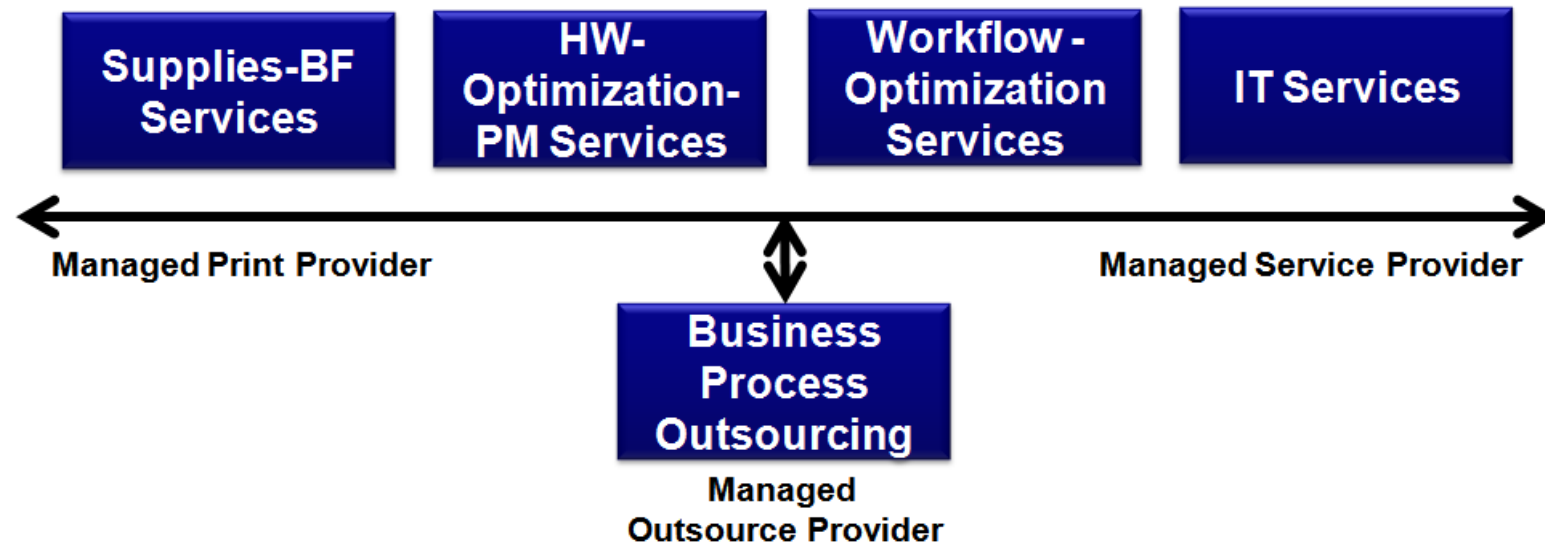 Supplies-BF
Services
HW-
Optimization-
PM Services
Workflow -
Optimization
Services
IT Services
Managed Print Provider
Managed Service Provider
Business
Process
Outsourcing
Managed
Outsource Provider